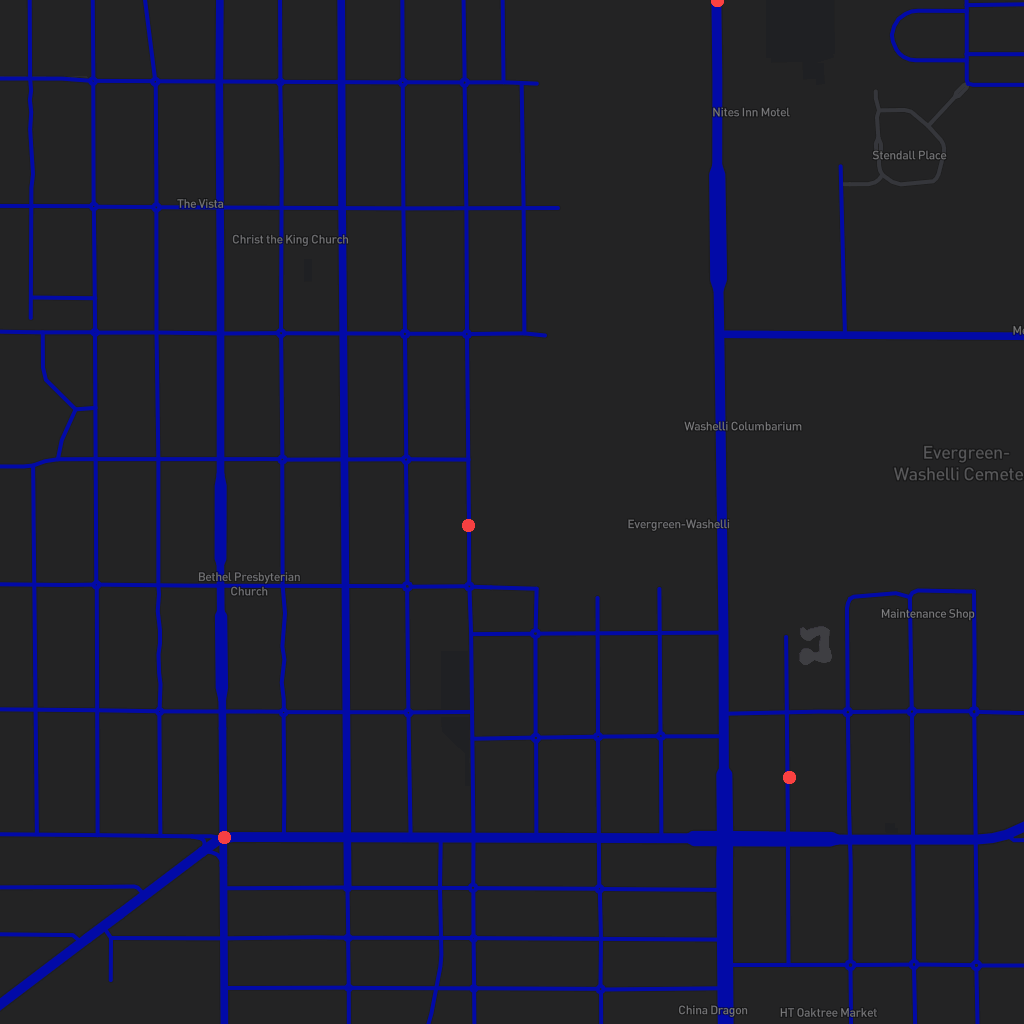 Nites Inn Motel
Stendall Place
The Vista
Christ the King Church
Washelli Columbarium
Evergreen-
Washelli Cemete
Evergreen-Washelli
Bethel Presbyterian
Church
Maintenance Shop
China Dragon
HT Oaktree Market